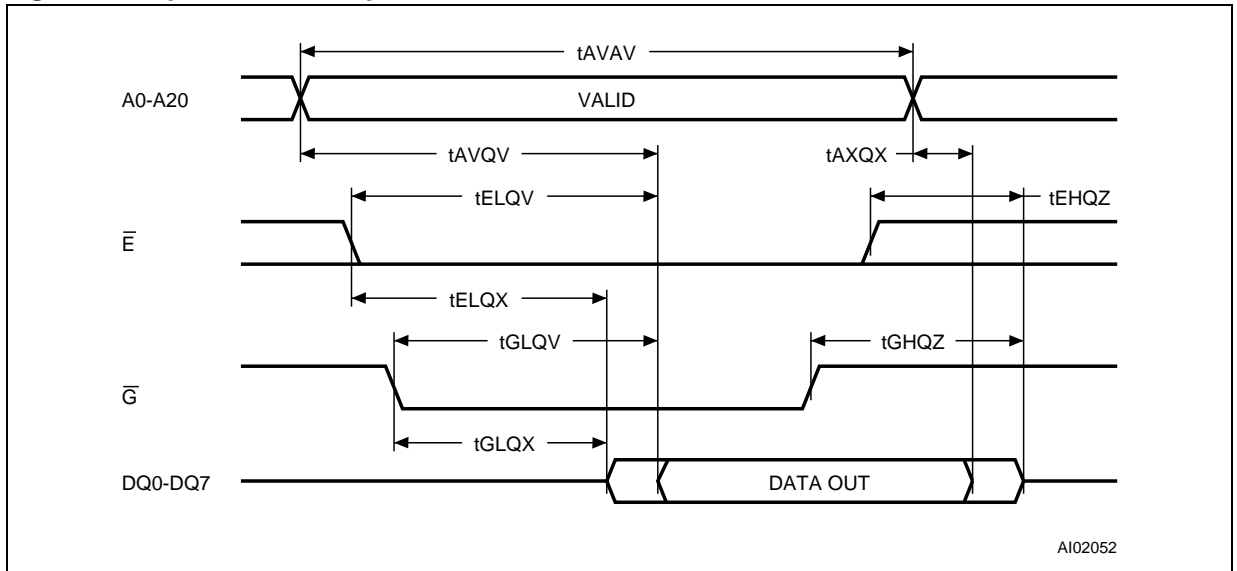 tAVAV
A0-A20
VALID
tAVQV
tAXQX
tELQV
tEHQZ
E̅
tELQX
tGLQV
tGHQZ
G̅
tGLQX
DQ0-DQ7
DATA OUT
AI02052